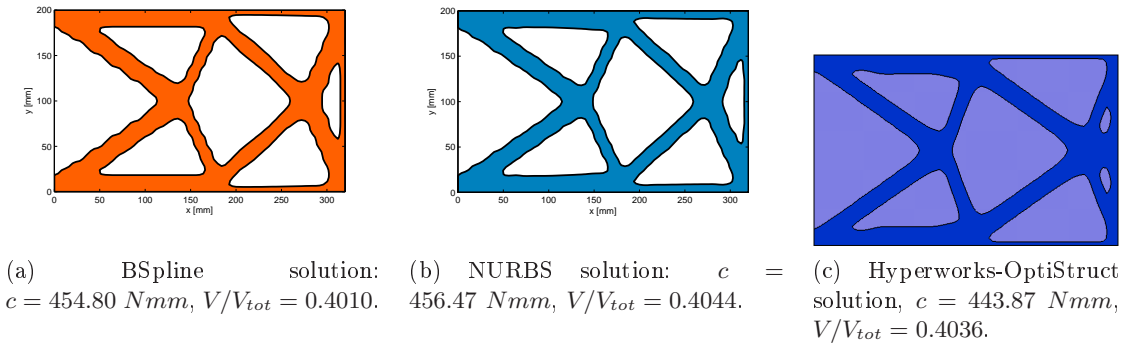 200
150
100
50
0
y [mm]
0 50 100 150 200 250 300
x [mm]
200
150
100
50
0
y [mm]
0 50 100 150 200 250 300
x [mm]
(a) BSpline solution:
c = 454.80 Nmm, V/V_tot = 0.4010.
(b) NURBS solution: c =
456.47 Nmm, V/V_tot = 0.4044.
(c) Hyperworks-OptiStruct
solution, c = 443.87 Nmm,
V/V_tot = 0.4036.